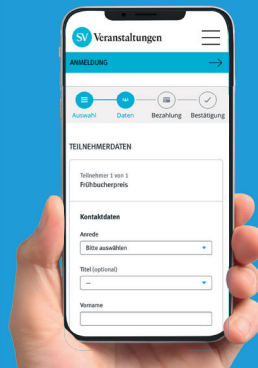 SV Veranstaltungen
ANMELDUNG
Auswahl Daten Bezahlung Bestätigung
TEILNEHMERDATEN
Teilnehmer 1 von 1
Frühbucherpreis
Kontaktdaten
Anrede
Bitte auswählen
Titel (optional)
—
Vorname